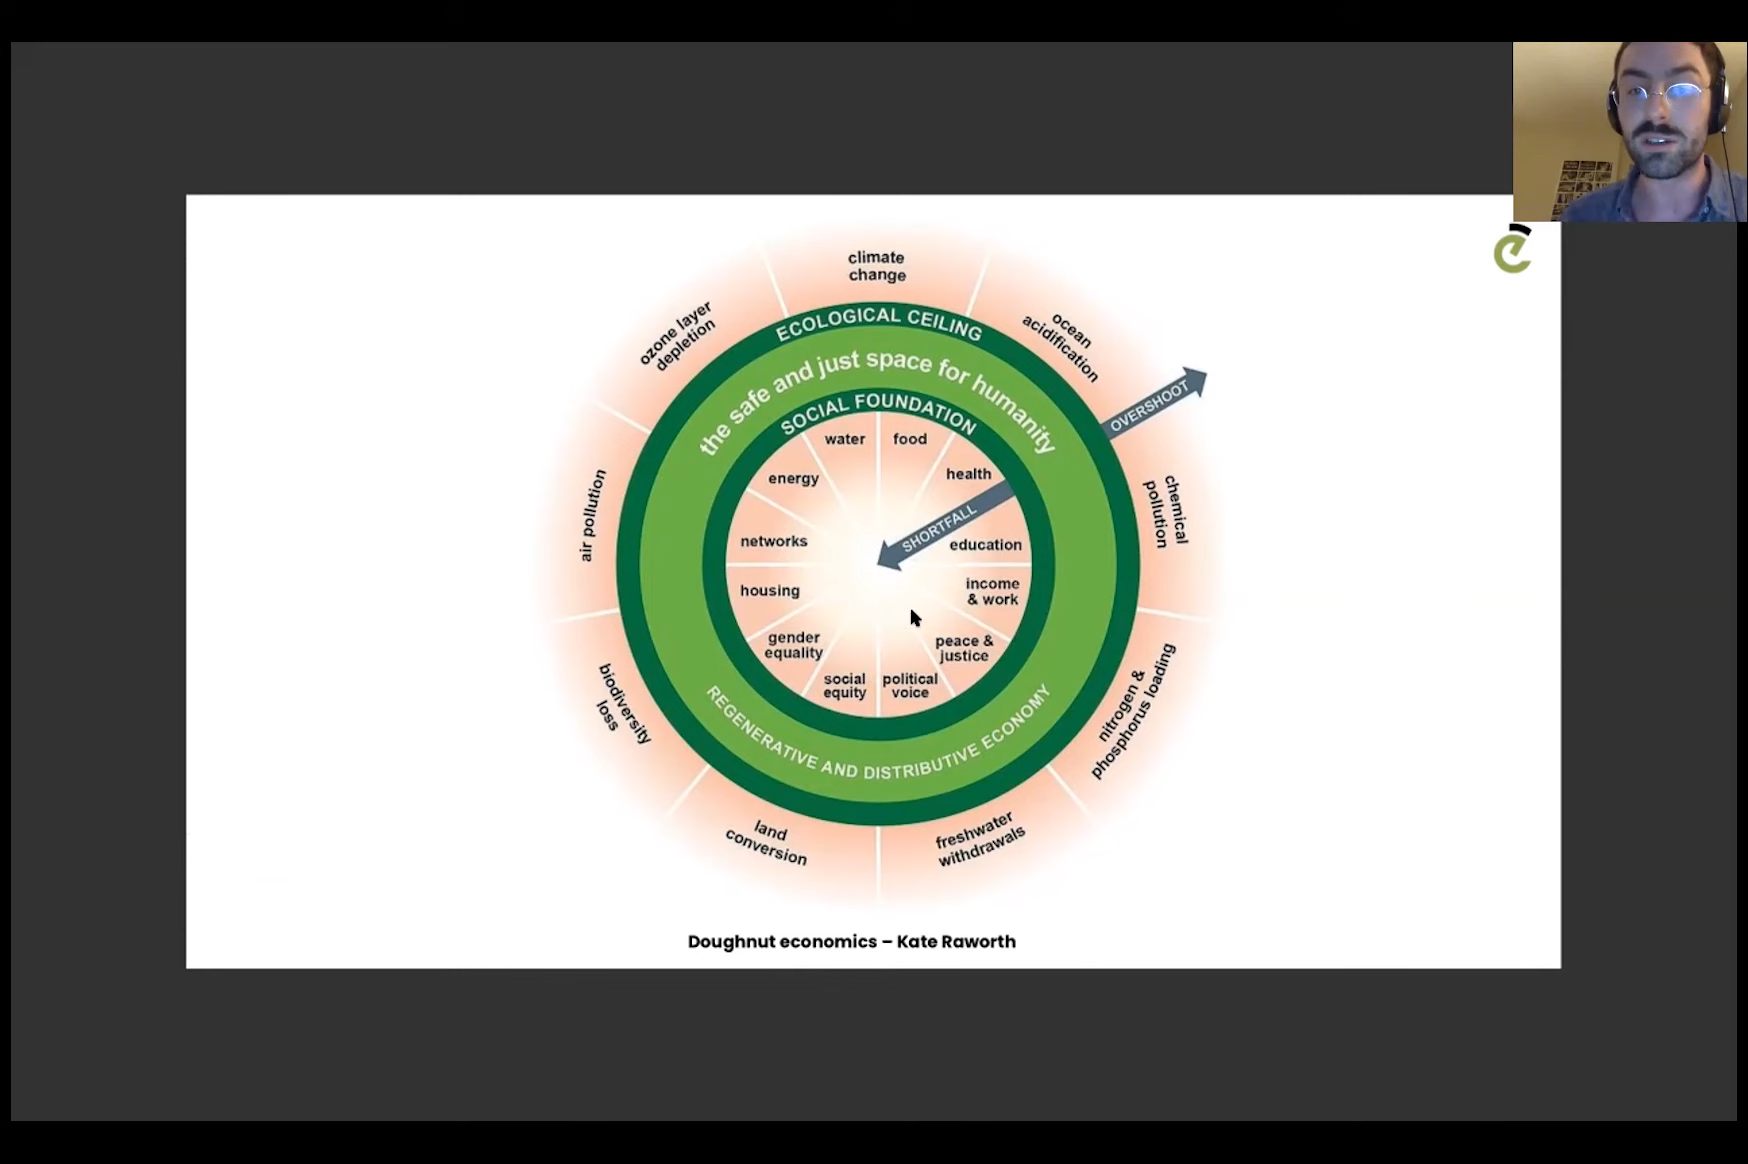 climate
change
ozone layer
depletion
ocean
acidification
ECOLOGICAL CEILING
the safe and just space for humanity
OVERSHOOT
SOCIAL FOUNDATION
water
food
energy
health
SHORTFALL
air pollution
chemical
pollution
networks
education
housing
income
& work
gender
equality
peace &
justice
social
equity
political
voice
biodiversity
loss
nitrogen &
phosphorus loading
REGENERATIVE AND DISTRIBUTIVE ECONOMY
land
conversion
freshwater
withdrawals
Doughnut economics – Kate Raworth